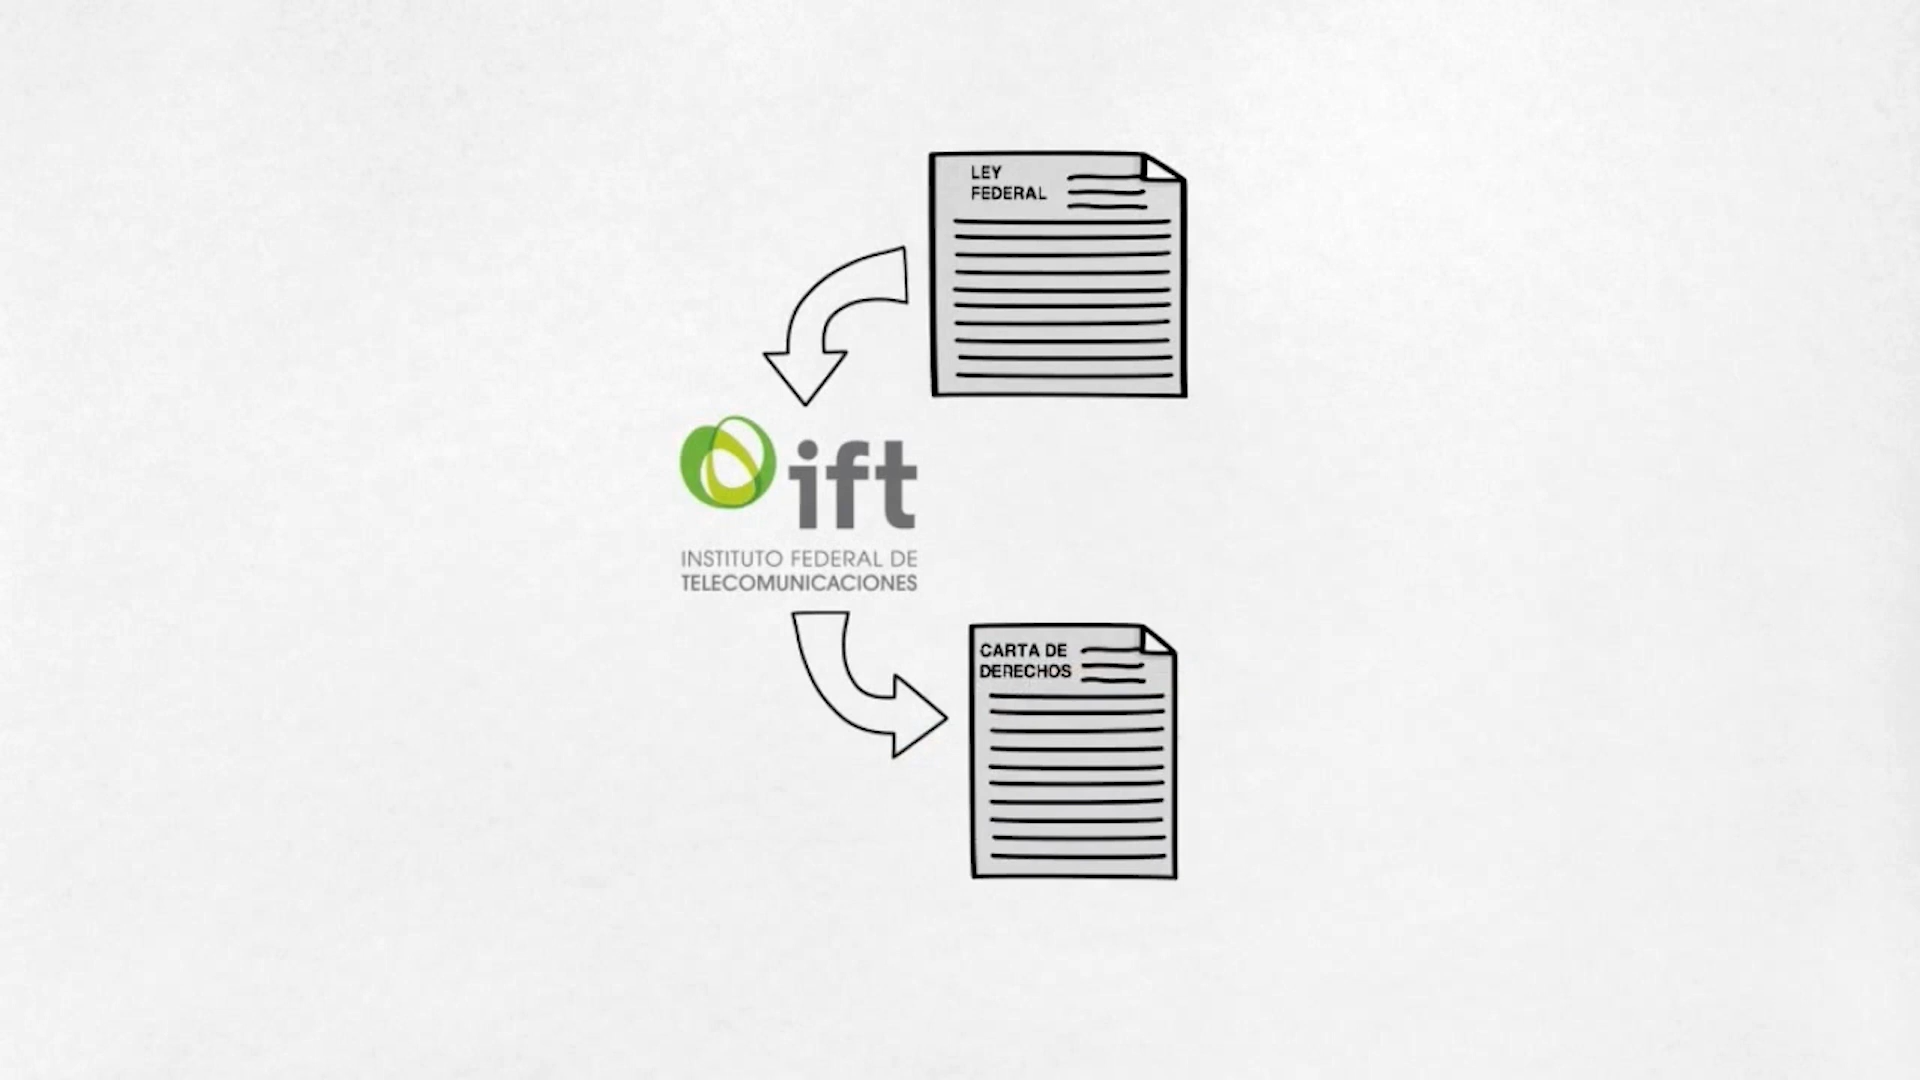 LEY
FEDERAL
ift
INSTITUTO FEDERAL DE
TELECOMUNICACIONES
CARTA DE
DERECHOS